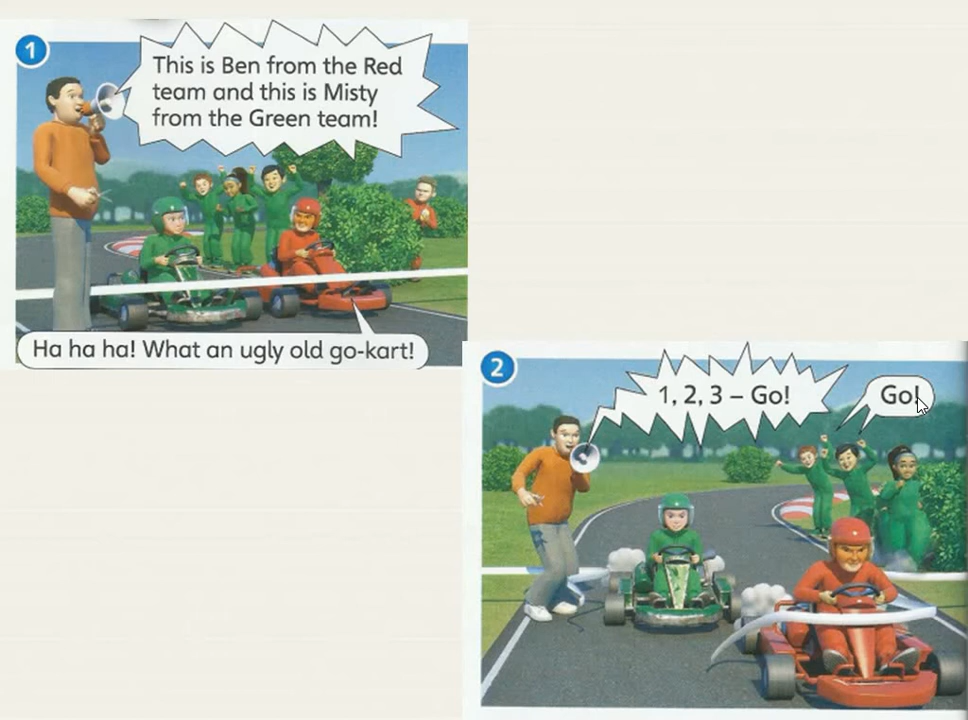 1
This is Ben from the Red
team and this is Misty
from the Green team!
Ha ha ha! What an ugly old go-kart!
2
1, 2, 3 – Go!
Go!